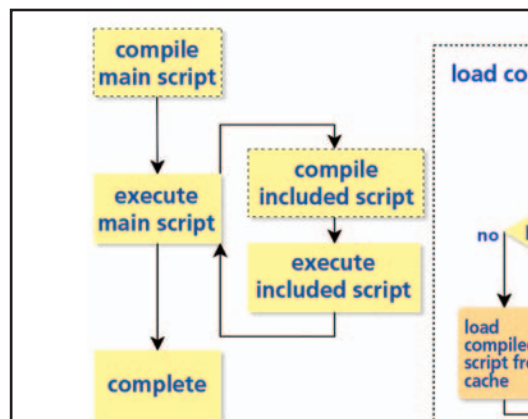 compile
main script
load co
compile
included script
execute
main script
no
execute
included script
load
compile
script fr
cache
complete